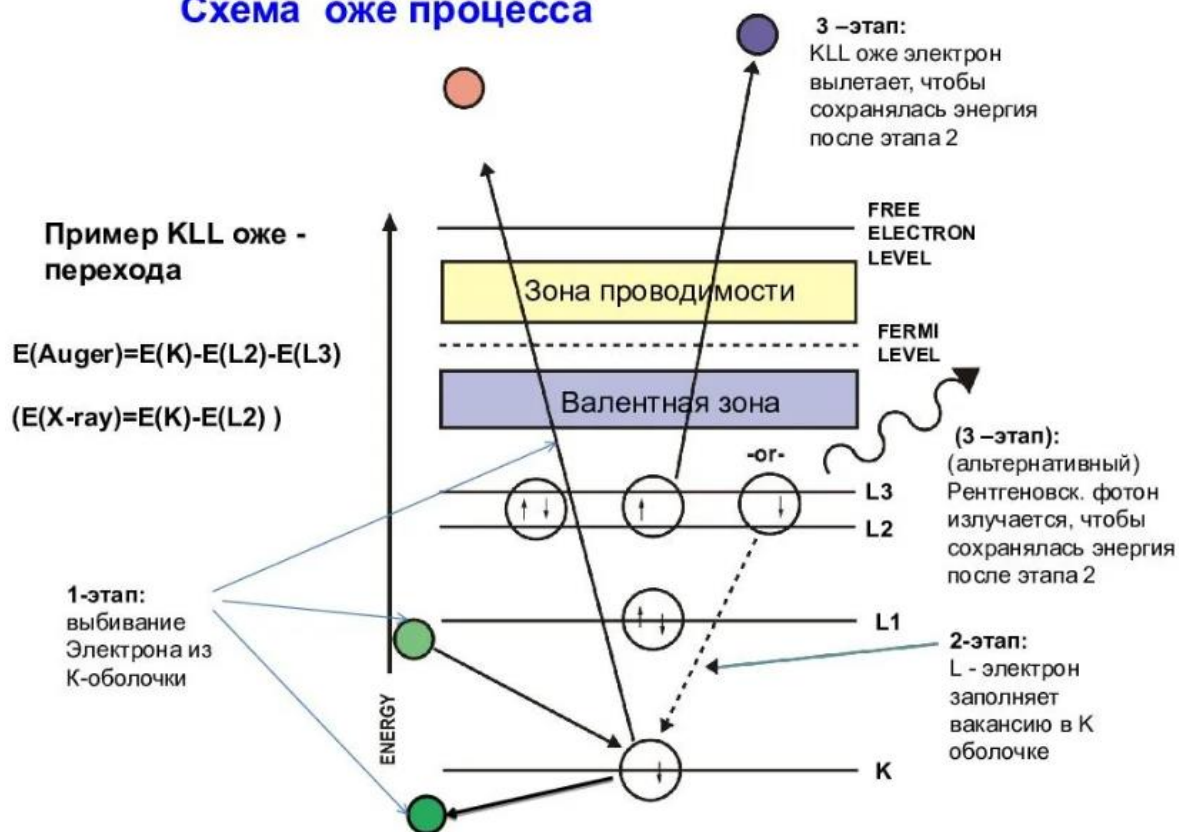 Схема оже процесса
3 –этап:
KLL оже электрон
вылетает, чтобы
сохранялась энергия
после этапа 2
Пример KLL оже -
перехода
E(Auger)=E(K)-E(L2)-E(L3)
(E(X-ray)=E(K)-E(L2) )
FREE
ELECTRON
LEVEL
Зона проводимости
FERMI
LEVEL
Валентная зона
-or-
L3
L2
(3 –этап):
(альтернативный)
Рентгеновск. фотон
излучается, чтобы
сохранялась энергия
после этапа 2
1-этап:
выбивание
Электрона из
К-оболочки
L1
2-этап:
L - электрон
заполняет
вакансию в K
оболочке
ENERGY
K